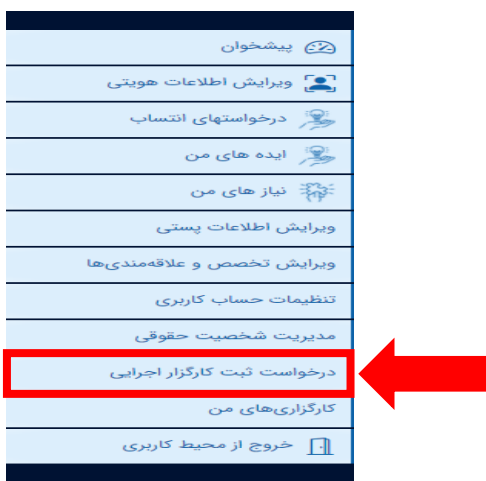 پیشخوان
ویرایش اطلاعات هویتی
درخواستهای انتساب
ایده های من
نیاز های من
ویرایش اطلاعات پستی
ویرایش تخصص و علاقه‌مندی‌ها
تنظیمات حساب کاربری
مدیریت شخصیت حقوقی
درخواست ثبت کارگزار اجرایی
کارگزاری‌های من
خروج از محیط کاربری